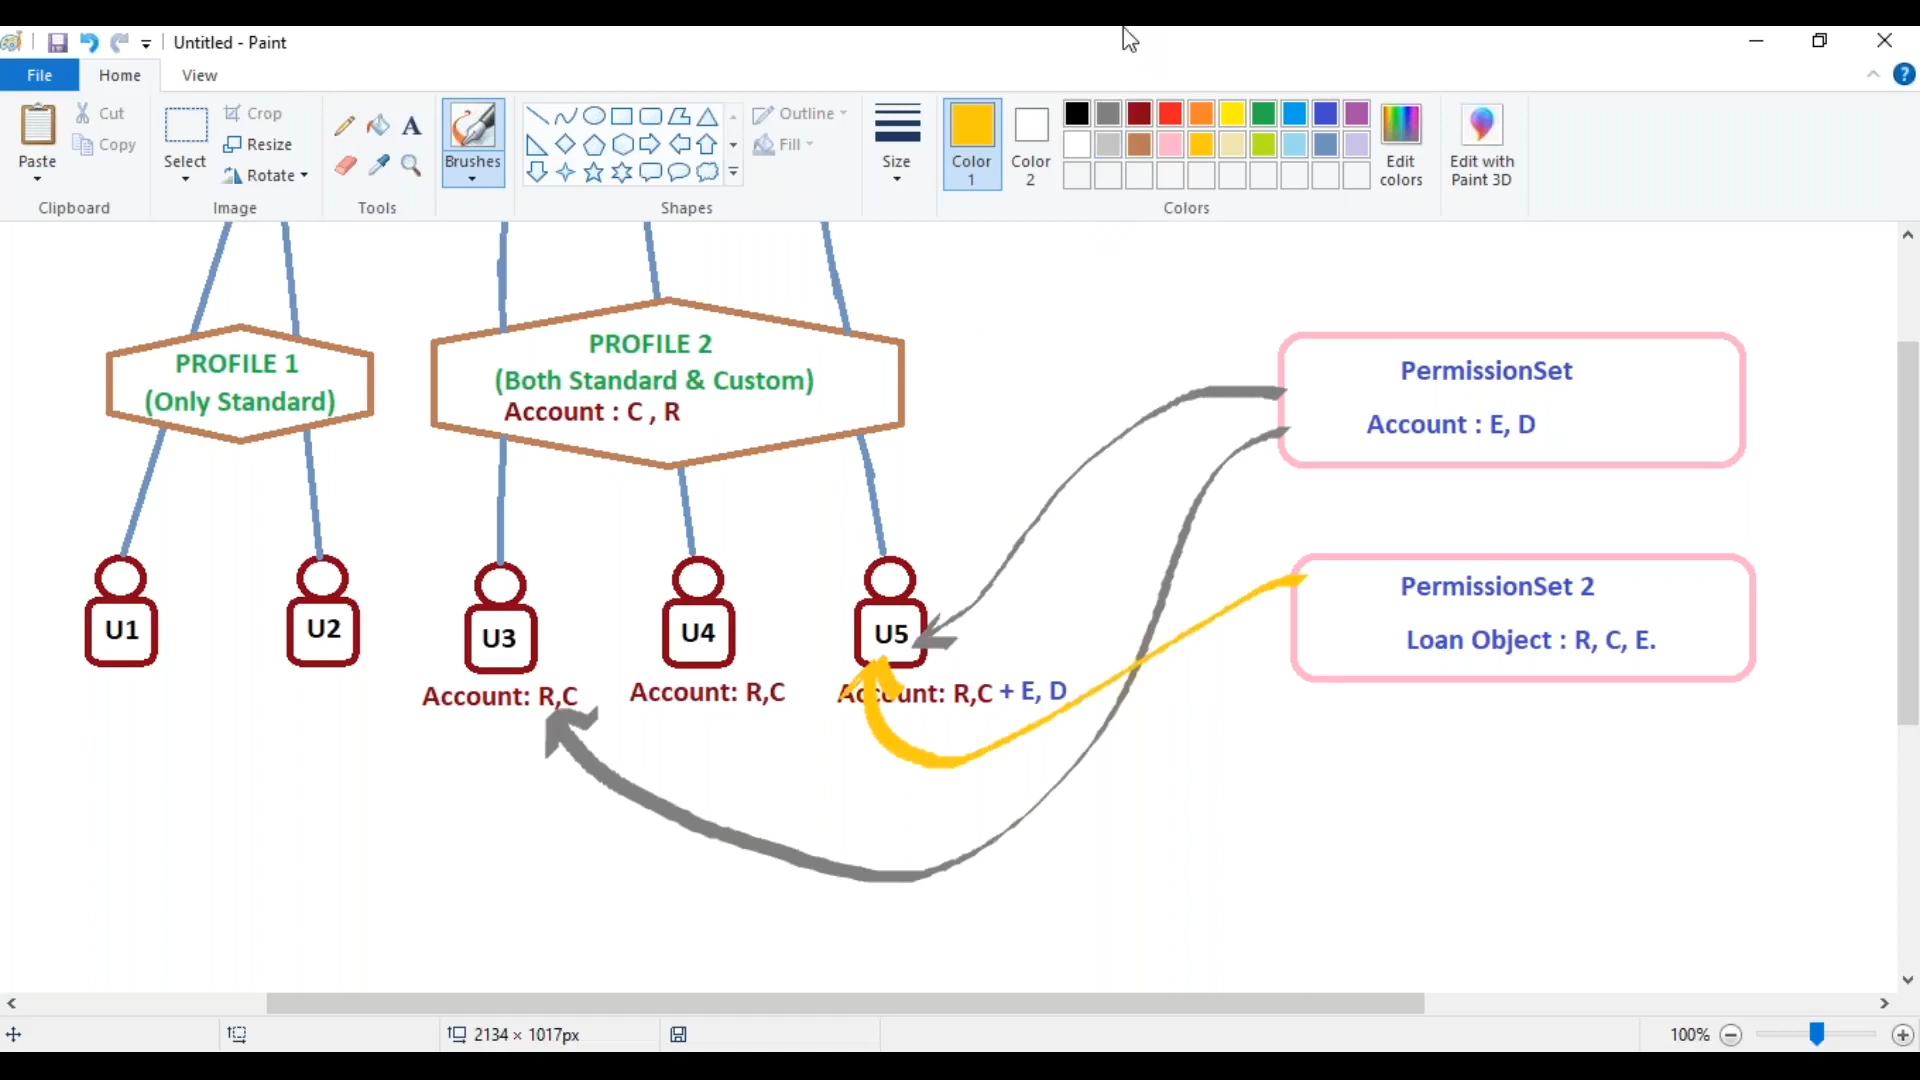 Untitled - Paint
File Home View
Paste
Cut
Copy
Clipboard
Select
Crop
Resize
Rotate
Image
A
Tools
Brushes
Shapes
Outline
Fill
Size
Color 1
Color 2
Edit colors
Edit with Paint 3D
Colors
PROFILE 1
(Only Standard)
PROFILE 2
(Both Standard & Custom)
Account : C , R
PermissionSet
Account : E, D
PermissionSet 2
Loan Object : R, C, E.
U1
U2
U3
U4
U5
Account: R,C
Account: R,C
Account: R,C + E, D
2134 × 1017px
100%